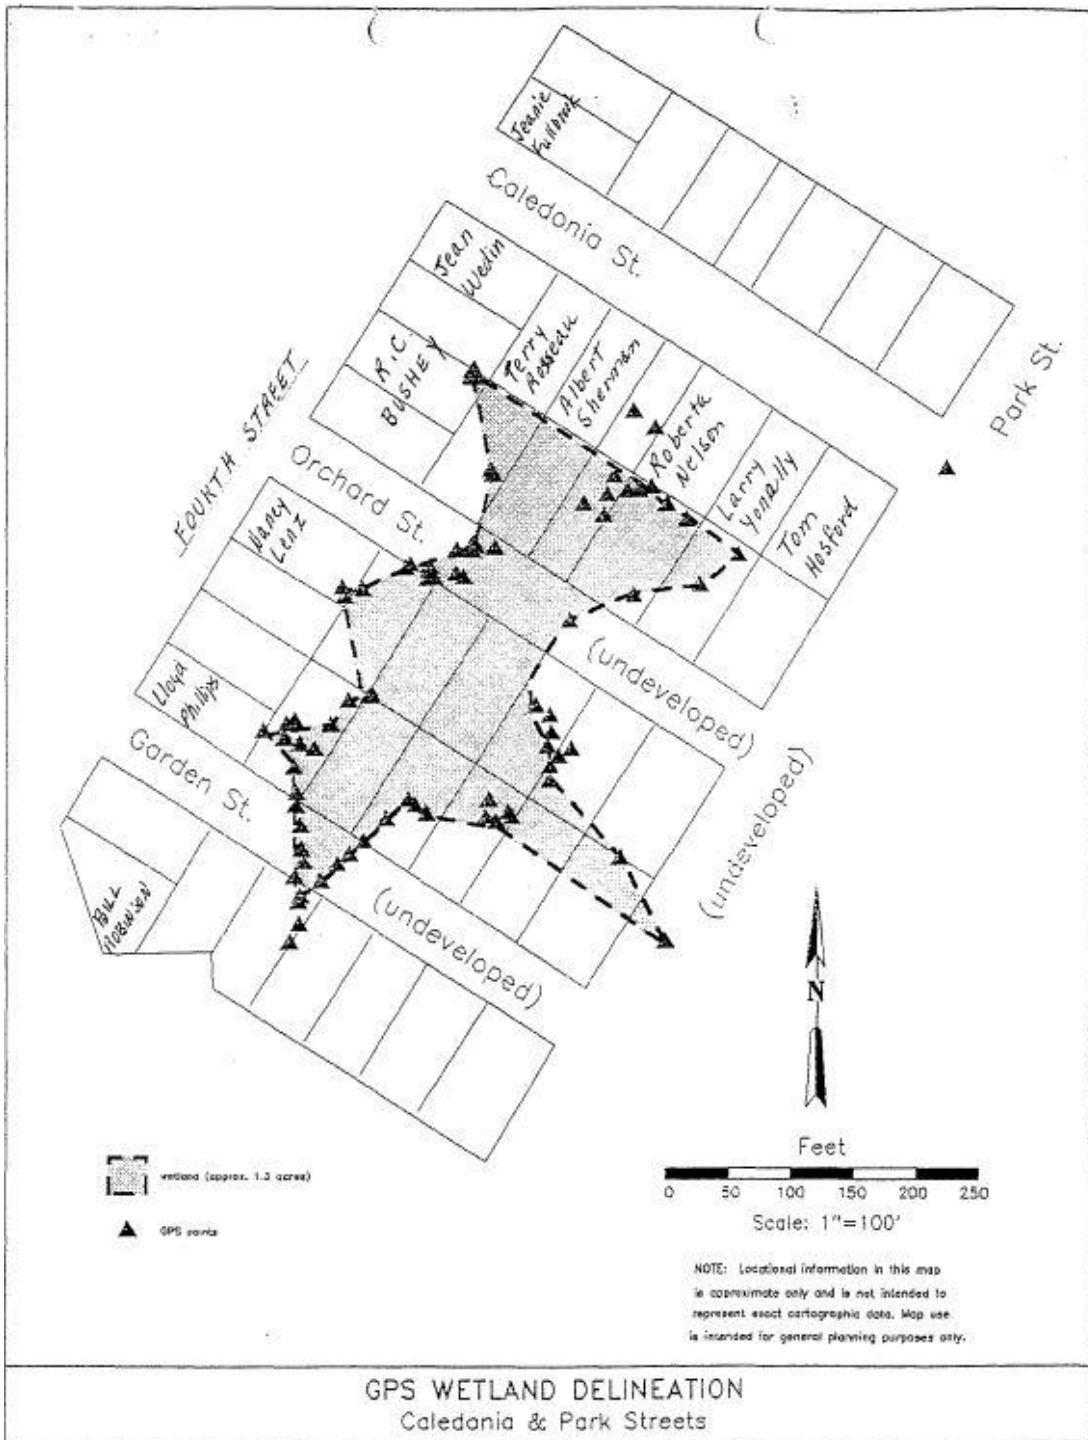 Jeanie
Fullbrook
Caledonia St.
Park St.
Jean
Wedin
R.C.
BUSHEY
Terry
Rosseau
Albert
Sherman
Roberta
Nelson
Larry
Yonally
Tom
Hosford
FOURTH STREET
Orchard St.
(undeveloped)
Nancy
Lenz
Lloyd
Phillips
Garden St.
(undeveloped)
(undeveloped)
BILL
ROBINSON
N
wetland (approx. 1.3 acres)
GPS points
Feet
0 50 100 150 200 250
Scale: 1"=100'
NOTE: Locational information in this map
is approximate only and is not intended to
represent exact cartographic data. Map use
is intended for general planning purposes only.
GPS WETLAND DELINEATION
Caledania & Park Streets